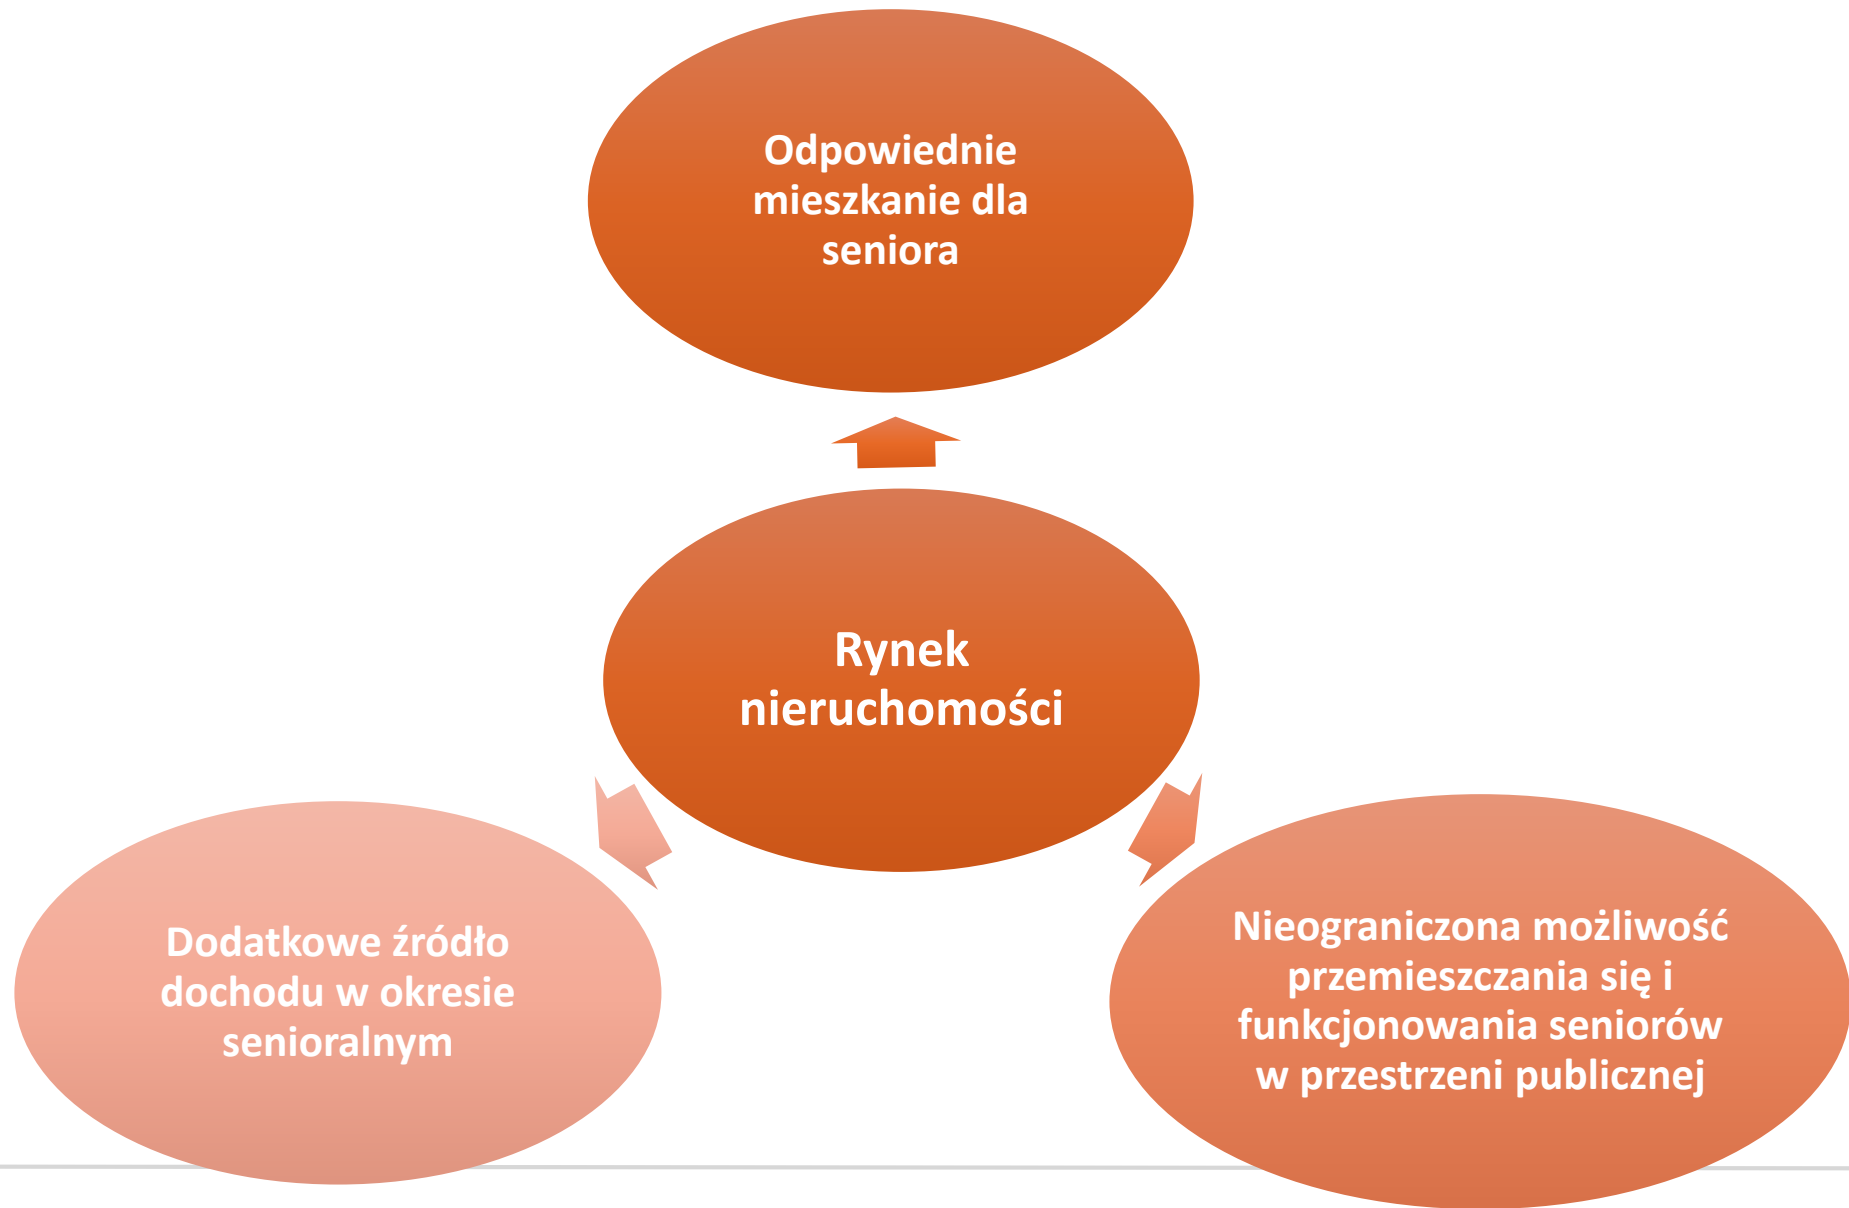 Odpowiednie
mieszkanie dla
seniora
Rynek
nieruchomości
Dodatkowe źródło
dochodu w okresie
senioralnym
Nieograniczona możliwość
przemieszczania się i
funkcjonowania seniorów
w przestrzeni publicznej